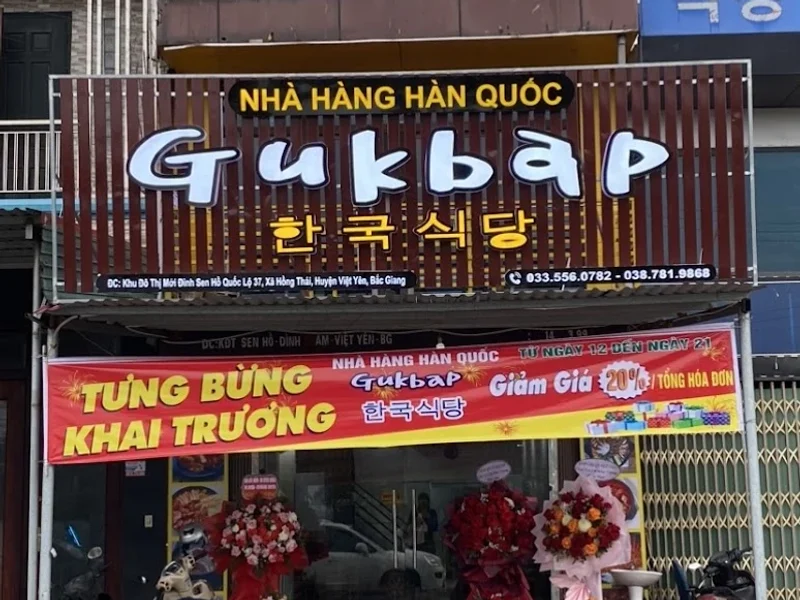 NHÀ HÀNG HÀN QUỐC
Gukbap
한국식당
ĐC: Khu Đô Thị Mới Đình Sen Hồ Quốc Lộ 37, Xã Hồng Thái, Huyện Việt Yên, Bắc Giang
033.556.0782 - 038.781.9868
TƯNG BỪNG
KHAI TRƯƠNG
NHÀ HÀNG HÀN QUỐC
Gukbap
한국식당
TỪ NGÀY 12 ĐẾN NGÀY 21
Giảm Giá 20% / TỔNG HÓA ĐƠN